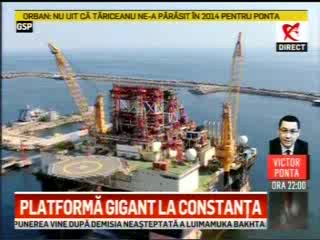 ORBAN: NU UIT CĂ TĂRICEANU NE-A PĂRĂSIT ÎN 2014 PENTRU PONTA
GSP
DIRECT
VICTOR
PONTA
ORA 22:00
PLATFORMĂ GIGANT LA CONSTANȚA
PUNEREA VINE DUPĂ DEMISIA NEAȘTEPTATĂ A LUIMAMUKA BAKHTA